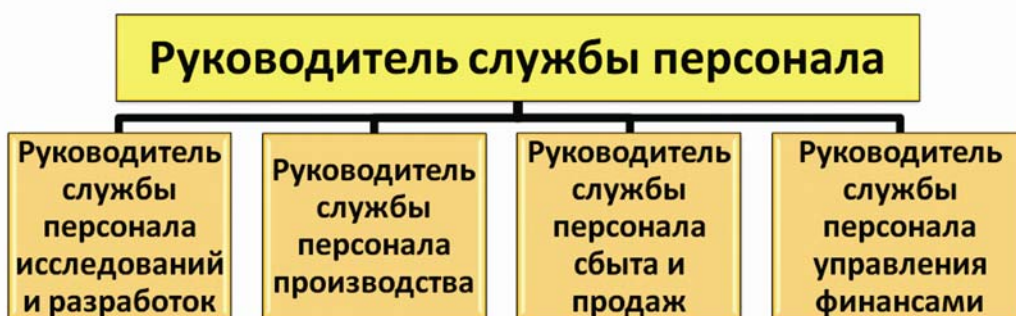 Руководитель службы персонала
Руководитель
службы
персонала
исследований
и разработок
Руководитель
службы
персонала
производства
Руководитель
службы
персонала
сбыта и
продаж
Руководитель
службы
персонала
управления
финансами